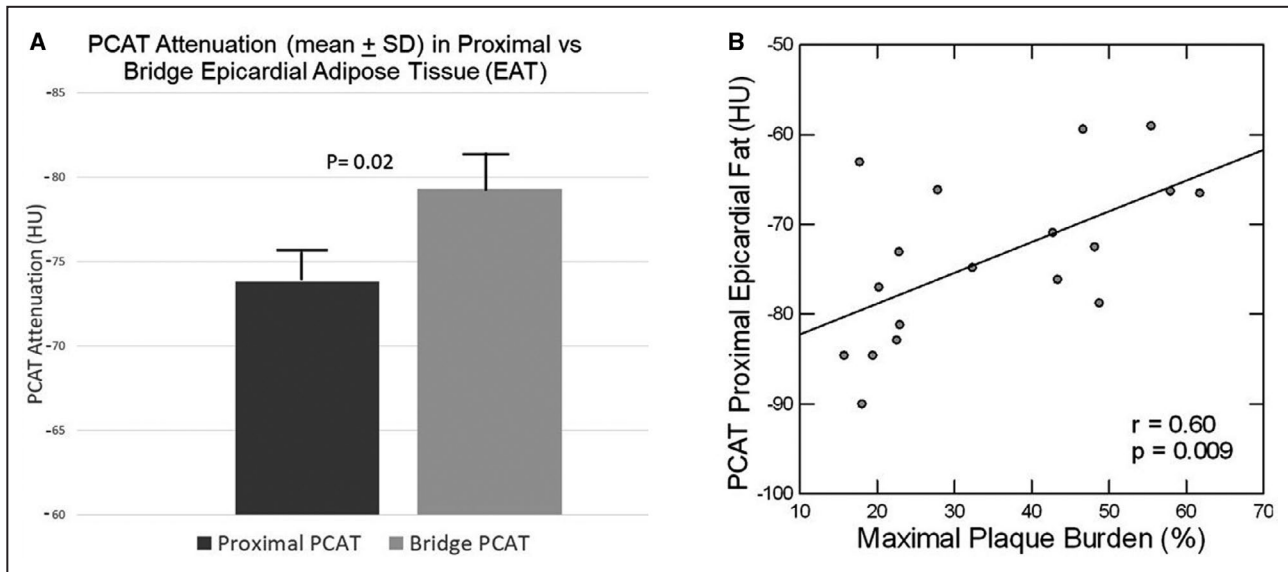 A
PCAT Attenuation (mean ± SD) in Proximal vs
Bridge Epicardial Adipose Tissue (EAT)
-85
-80
-75
-70
-65
-60
PCAT Attenuation (HU)
P= 0.02
Proximal PCAT Bridge PCAT
B
-50
-60
-70
-80
-90
-100
PCAT Proximal Epicardial Fat (HU)
r = 0.60
p = 0.009
10 20 30 40 50 60 70
Maximal Plaque Burden (%)